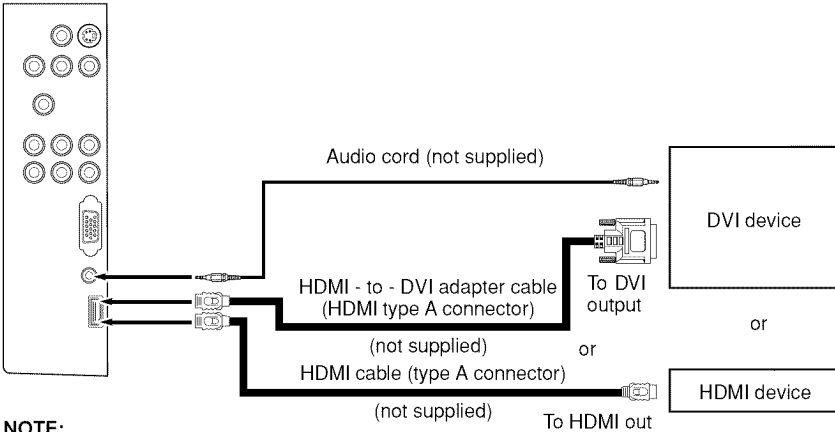 Audio cord (not supplied)
DVI device
HDMI - to - DVI adapter cable
(HDMI type A connector)
To DVI
output
(not supplied)
or
or
HDMI cable (type A connector)
HDMI device
(not supplied)
To HDMI out
NOTE: